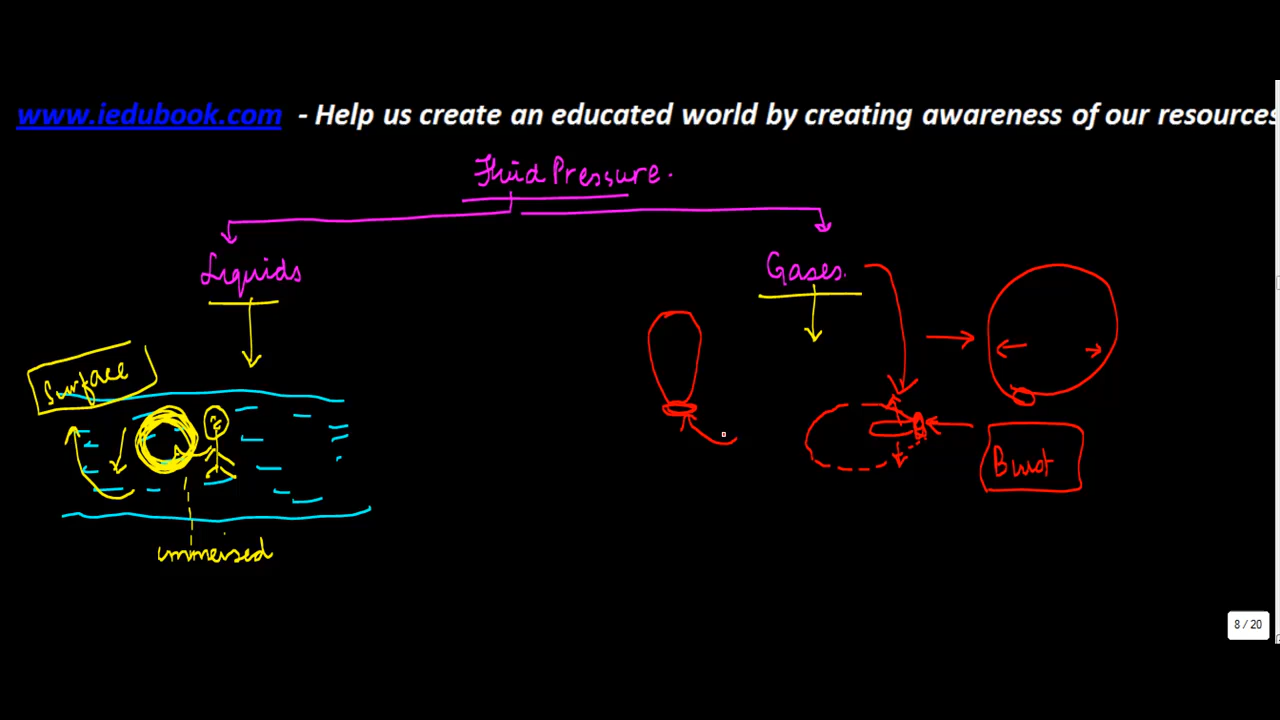 www.iedubook.com - Help us create an educated world by creating awareness of our resources
Fluid Pressure.
Liquids
Gases.
Surface
Burst
immersed
8 / 20